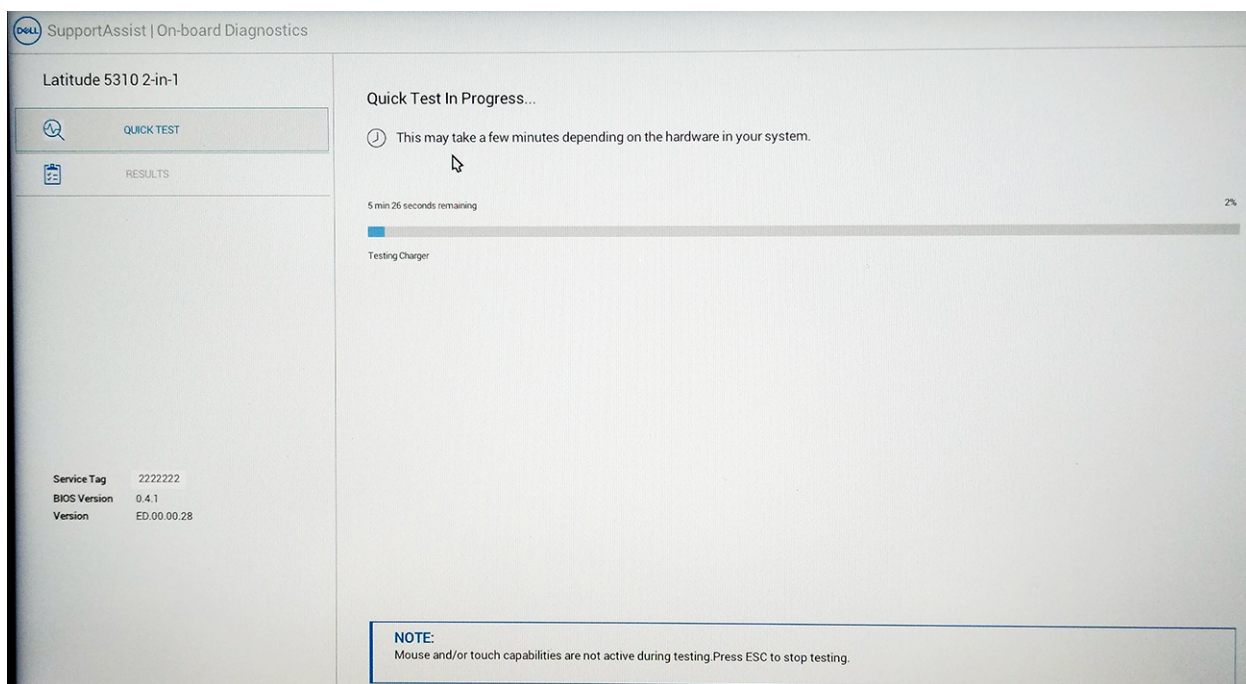 DELL SupportAssist | On-board Diagnostics
Latitude 5310 2-in-1
QUICK TEST
RESULTS
Quick Test In Progress...
This may take a few minutes depending on the hardware in your system.
5 min 26 seconds remaining 2%
Testing Charger
Service Tag 2222222
BIOS Version 0.4.1
Version ED.00.00.28
NOTE:
Mouse and/or touch capabilities are not active during testing.Press ESC to stop testing.